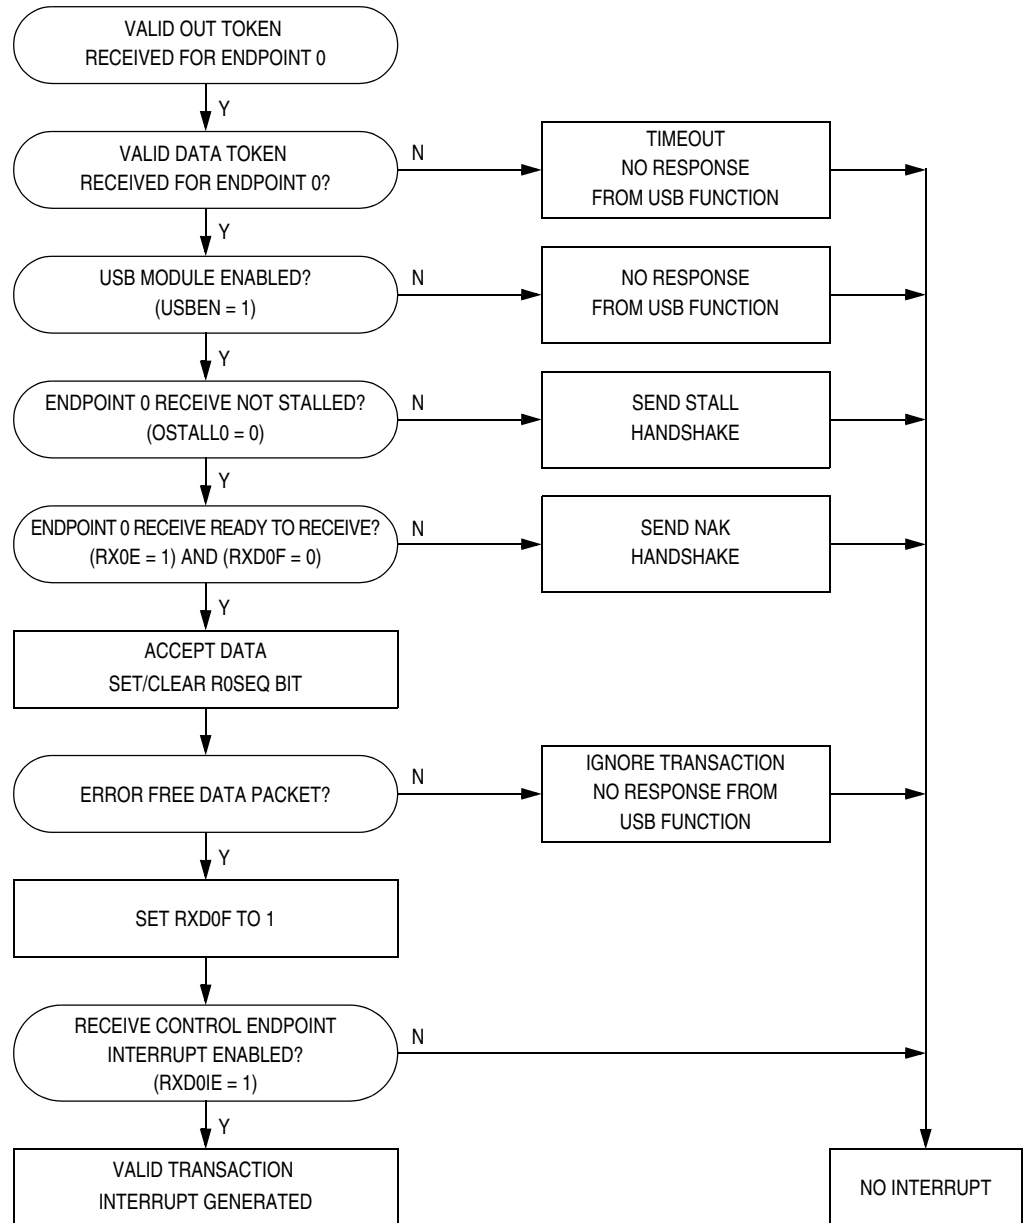 VALID OUT TOKEN
RECEIVED FOR ENDPOINT 0
Y
VALID DATA TOKEN
RECEIVED FOR ENDPOINT 0?
N
TIMEOUT
NO RESPONSE
FROM USB FUNCTION
Y
USB MODULE ENABLED?
(USBEN = 1)
N
NO RESPONSE
FROM USB FUNCTION
Y
ENDPOINT 0 RECEIVE NOT STALLED?
(OSTALL0 = 0)
N
SEND STALL
HANDSHAKE
Y
ENDPOINT 0 RECEIVE READY TO RECEIVE?
(RX0E = 1) AND (RXD0F = 0)
N
SEND NAK
HANDSHAKE
Y
ACCEPT DATA
SET/CLEAR R0SEQ BIT
ERROR FREE DATA PACKET?
N
IGNORE TRANSACTION
NO RESPONSE FROM
USB FUNCTION
Y
SET RXD0F TO 1
RECEIVE CONTROL ENDPOINT
INTERRUPT ENABLED?
(RXD0IE = 1)
N
Y
VALID TRANSACTION
INTERRUPT GENERATED
NO INTERRUPT